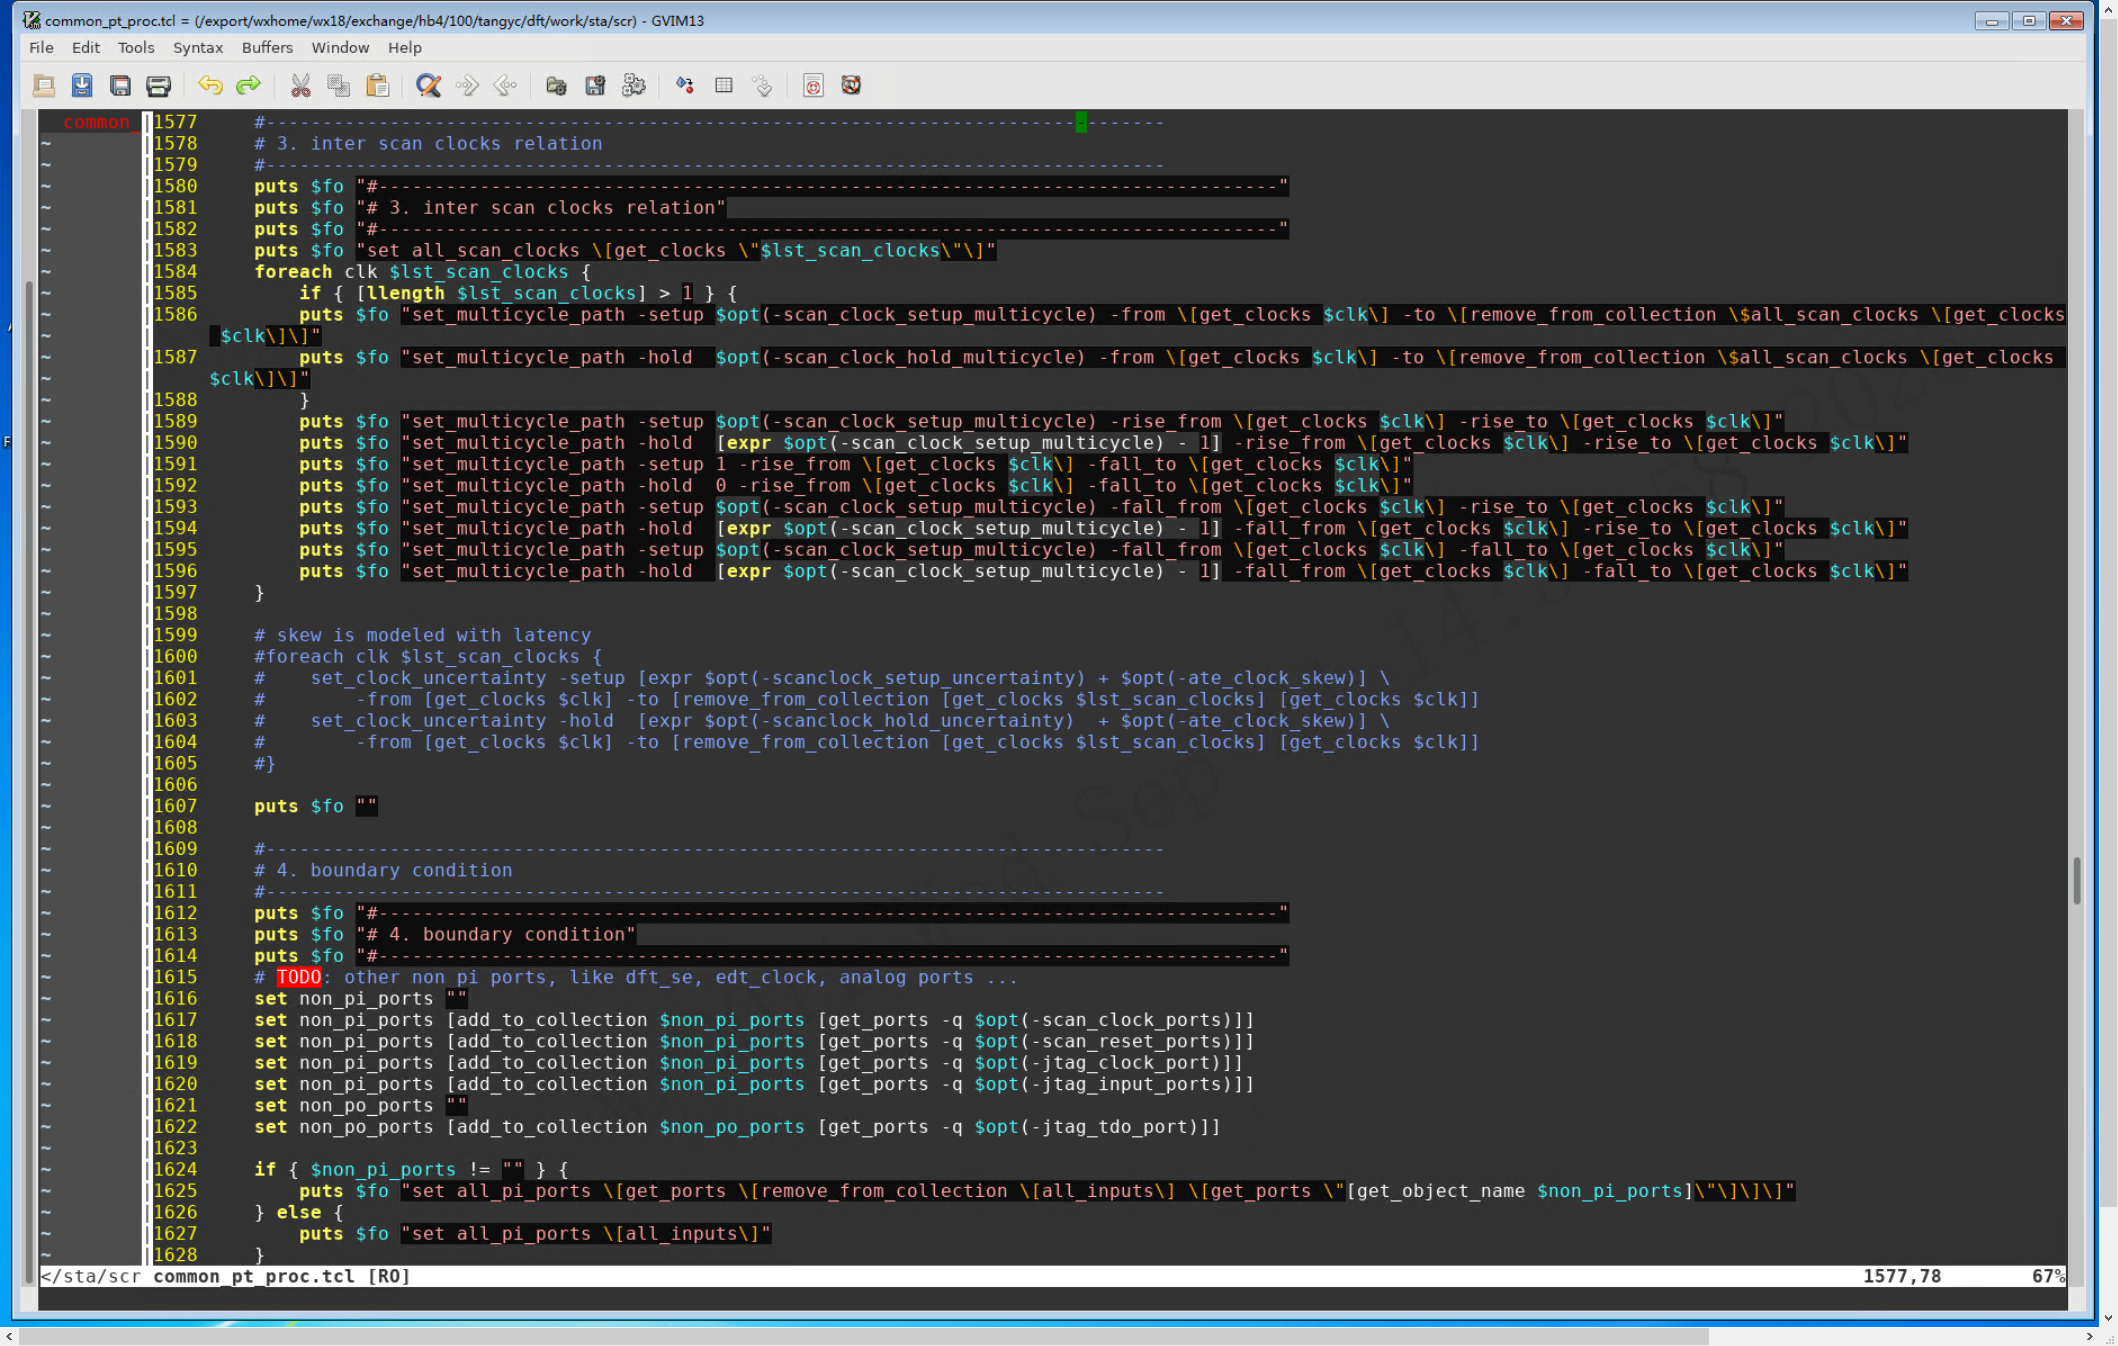 common_pt_proc.tcl = (/export/wxhome/wx18/exchange/hb4/100/tangyc/dft/work/sta/scr) - GVIM13
File Edit Tools Syntax Buffers Window Help
common_
1577 #--------------------------------------------------------------------------------
1578 # 3. inter scan clocks relation
1579 #--------------------------------------------------------------------------------
1580 puts $fo "#--------------------------------------------------------------------------------"
1581 puts $fo "# 3. inter scan clocks relation"
1582 puts $fo "#--------------------------------------------------------------------------------"
1583 puts $fo "set all_scan_clocks \[get_clocks \"$lst_scan_clocks\"\]"
1584 foreach clk $lst_scan_clocks {
1585 if { [llength $lst_scan_clocks] > 1 } {
1586 puts $fo "set_multicycle_path -setup $opt(-scan_clock_setup_multicycle) -from \[get_clocks $clk\] -to \[remove_from_collection \$all_scan_clocks \[get_clocks
$clk\]\]"
1587 puts $fo "set_multicycle_path -hold  $opt(-scan_clock_hold_multicycle) -from \[get_clocks $clk\] -to \[remove_from_collection \$all_scan_clocks \[get_clocks
$clk\]\]"
1588 }
1589 puts $fo "set_multicycle_path -setup $opt(-scan_clock_setup_multicycle) -rise_from \[get_clocks $clk\] -rise_to \[get_clocks $clk\]"
1590 puts $fo "set_multicycle_path -hold  [expr $opt(-scan_clock_setup_multicycle) - 1] -rise_from \[get_clocks $clk\] -rise_to \[get_clocks $clk\]"
1591 puts $fo "set_multicycle_path -setup 1 -rise_from \[get_clocks $clk\] -fall_to \[get_clocks $clk\]"
1592 puts $fo "set_multicycle_path -hold  0 -rise_from \[get_clocks $clk\] -fall_to \[get_clocks $clk\]"
1593 puts $fo "set_multicycle_path -setup $opt(-scan_clock_setup_multicycle) -fall_from \[get_clocks $clk\] -rise_to \[get_clocks $clk\]"
1594 puts $fo "set_multicycle_path -hold  [expr $opt(-scan_clock_setup_multicycle) - 1] -fall_from \[get_clocks $clk\] -rise_to \[get_clocks $clk\]"
1595 puts $fo "set_multicycle_path -setup $opt(-scan_clock_setup_multicycle) -fall_from \[get_clocks $clk\] -fall_to \[get_clocks $clk\]"
1596 puts $fo "set_multicycle_path -hold  [expr $opt(-scan_clock_setup_multicycle) - 1] -fall_from \[get_clocks $clk\] -fall_to \[get_clocks $clk\]"
1597 }
1598
1599 # skew is modeled with latency
1600 #foreach clk $lst_scan_clocks {
1601 #    set_clock_uncertainty -setup [expr $opt(-scanclock_setup_uncertainty) + $opt(-ate_clock_skew)] \
1602 #        -from [get_clocks $clk] -to [remove_from_collection [get_clocks $lst_scan_clocks] [get_clocks $clk]]
1603 #    set_clock_uncertainty -hold  [expr $opt(-scanclock_hold_uncertainty)  + $opt(-ate_clock_skew)] \
1604 #        -from [get_clocks $clk] -to [remove_from_collection [get_clocks $lst_scan_clocks] [get_clocks $clk]]
1605 #}
1606
1607 puts $fo ""
1608
1609 #--------------------------------------------------------------------------------
1610 # 4. boundary condition
1611 #--------------------------------------------------------------------------------
1612 puts $fo "#--------------------------------------------------------------------------------"
1613 puts $fo "# 4. boundary condition"
1614 puts $fo "#--------------------------------------------------------------------------------"
1615 # TODO: other non pi ports, like dft_se, edt_clock, analog ports ...
1616 set non_pi_ports ""
1617 set non_pi_ports [add_to_collection $non_pi_ports [get_ports -q $opt(-scan_clock_ports)]]
1618 set non_pi_ports [add_to_collection $non_pi_ports [get_ports -q $opt(-scan_reset_ports)]]
1619 set non_pi_ports [add_to_collection $non_pi_ports [get_ports -q $opt(-jtag_clock_port)]]
1620 set non_pi_ports [add_to_collection $non_pi_ports [get_ports -q $opt(-jtag_input_ports)]]
1621 set non_po_ports ""
1622 set non_po_ports [add_to_collection $non_po_ports [get_ports -q $opt(-jtag_tdo_port)]]
1623
1624 if { $non_pi_ports != "" } {
1625 puts $fo "set all_pi_ports \[get_ports \[remove_from_collection \[all_inputs\] \[get_ports \"[get_object_name $non_pi_ports]\"\]\]\]"
1626 } else {
1627 puts $fo "set all_pi_ports \[all_inputs\]"
1628 }
</sta/scr common_pt_proc.tcl [RO] 1577,78 67%